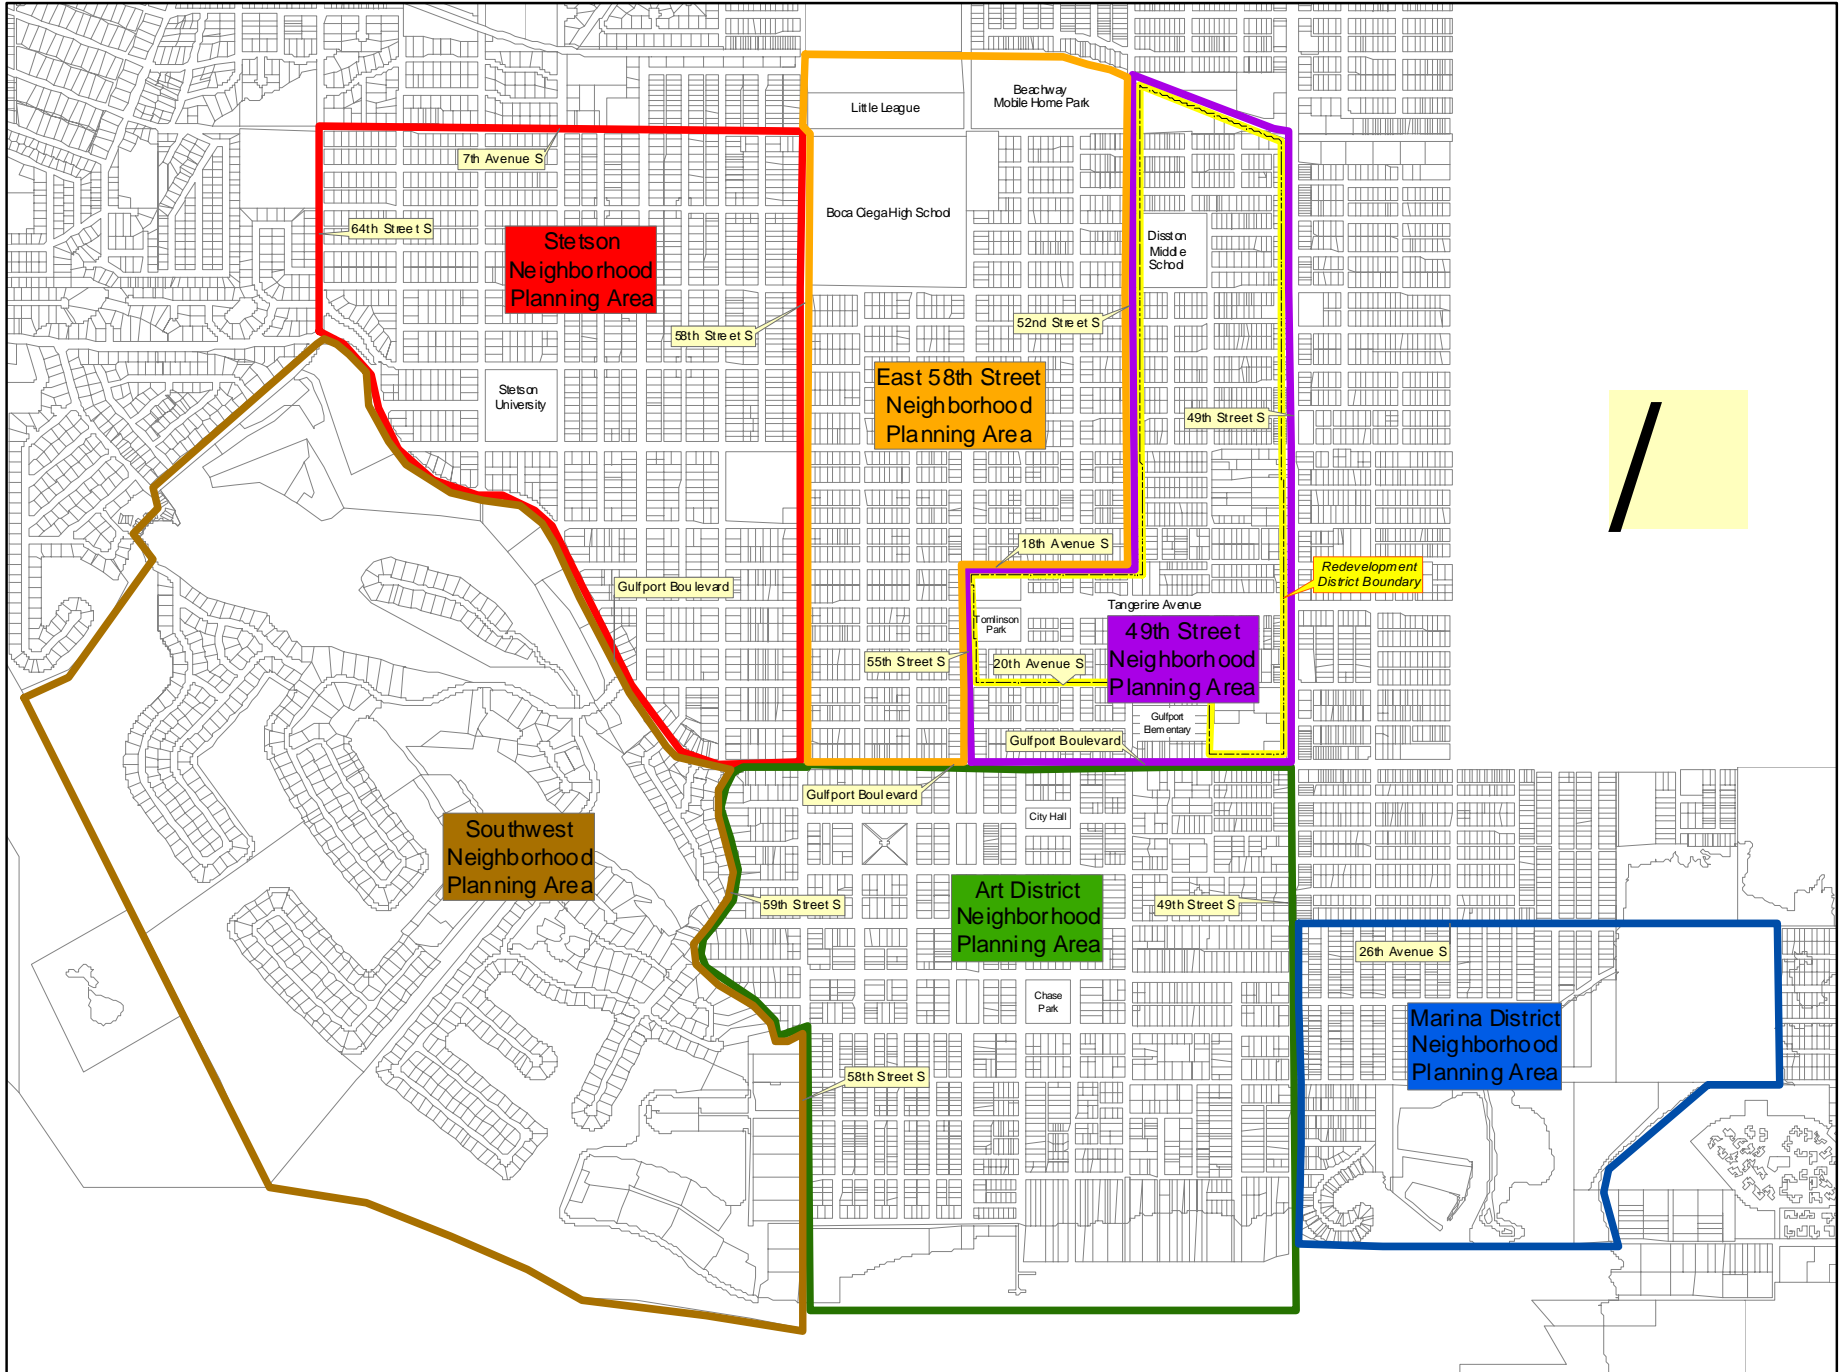 Beachway
Mobile Home Park
Little League
7th Avenue S
Boca Ciega High School
64th Street S
Stetson
Neighborhood
Planning Area
Disston
Middle
School
58th Street S
52nd Street S
Stetson
University
East 58th Street
Neighborhood
Planning Area
49th Street S
18th Avenue S
Redevelopment
District Boundary
Gulfport Boulevard
Tangerine Avenue
Tomlinson
Park
49th Street
Neighborhood
Planning Area
55th Street S
20th Avenue S
Gulfport
Elementary
Gulfport Boulevard
Gulfport Boulevard
City Hall
Southwest
Neighborhood
Planning Area
Art District
Neighborhood
Planning Area
59th Street S
49th Street S
26th Avenue S
Chase
Park
Marina District
Neighborhood
Planning Area
58th Street S
/